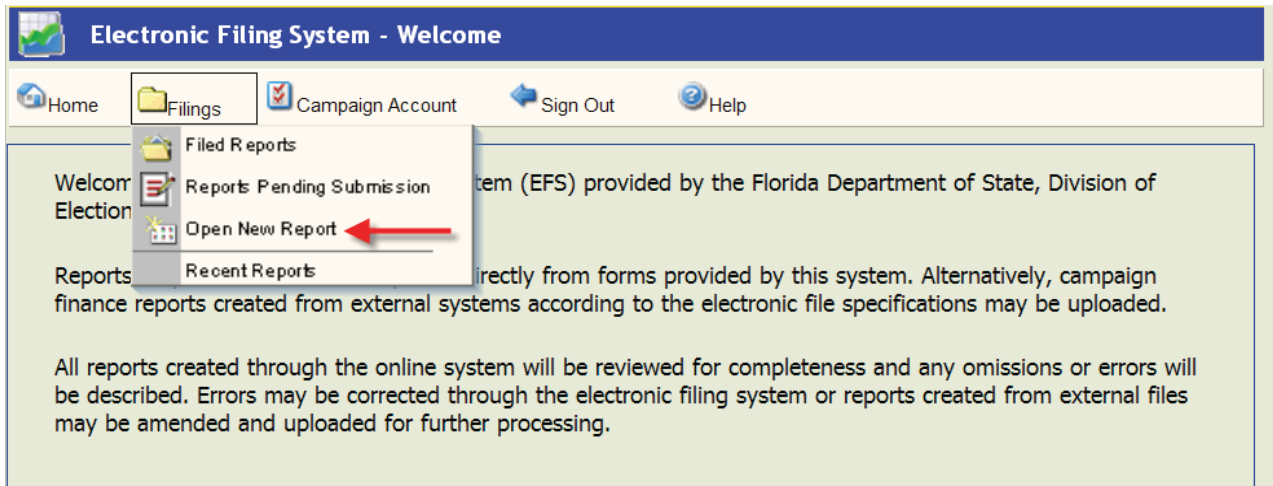 Electronic Filing System - Welcome
Home Filings Campaign Account Sign Out Help
Filed Reports
Reports Pending Submission
Open New Report
Recent Reports
(EFS) provided by the Florida Department of State, Division of
Reports directly from forms provided by this system. Alternatively, campaign
finance reports created from external systems according to the electronic file specifications may be uploaded.
All reports created through the online system will be reviewed for completeness and any omissions or errors will
be described. Errors may be corrected through the electronic filing system or reports created from external files
may be amended and uploaded for further processing.